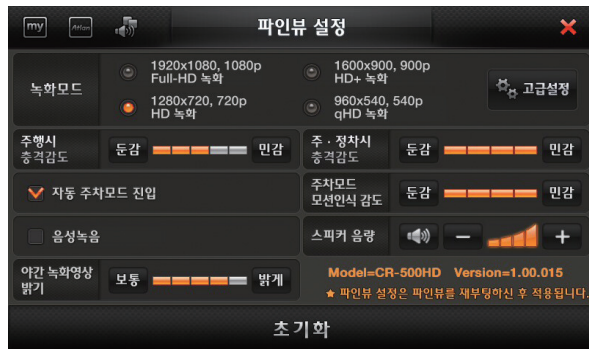 my Atlan
파인뷰 설정
녹화모드
1920x1080, 1080p
Full-HD 녹화
1600x900, 900p
HD+ 녹화
1280x720, 720p
HD 녹화
960x540, 540p
qHD 녹화
고급설정
주행시
충격감도
둔감
민감
주 · 정차시
충격감도
둔감
민감
자동 주차모드 진입
주차모드
모션인식 감도
둔감
민감
음성녹음
스피커 음량
− +
야간 녹화영상
밝기
보통
밝게
Model=CR-500HD Version=1.00.015
★ 파인뷰 설정은 파인뷰를 재부팅하신 후 적용됩니다.
초기화